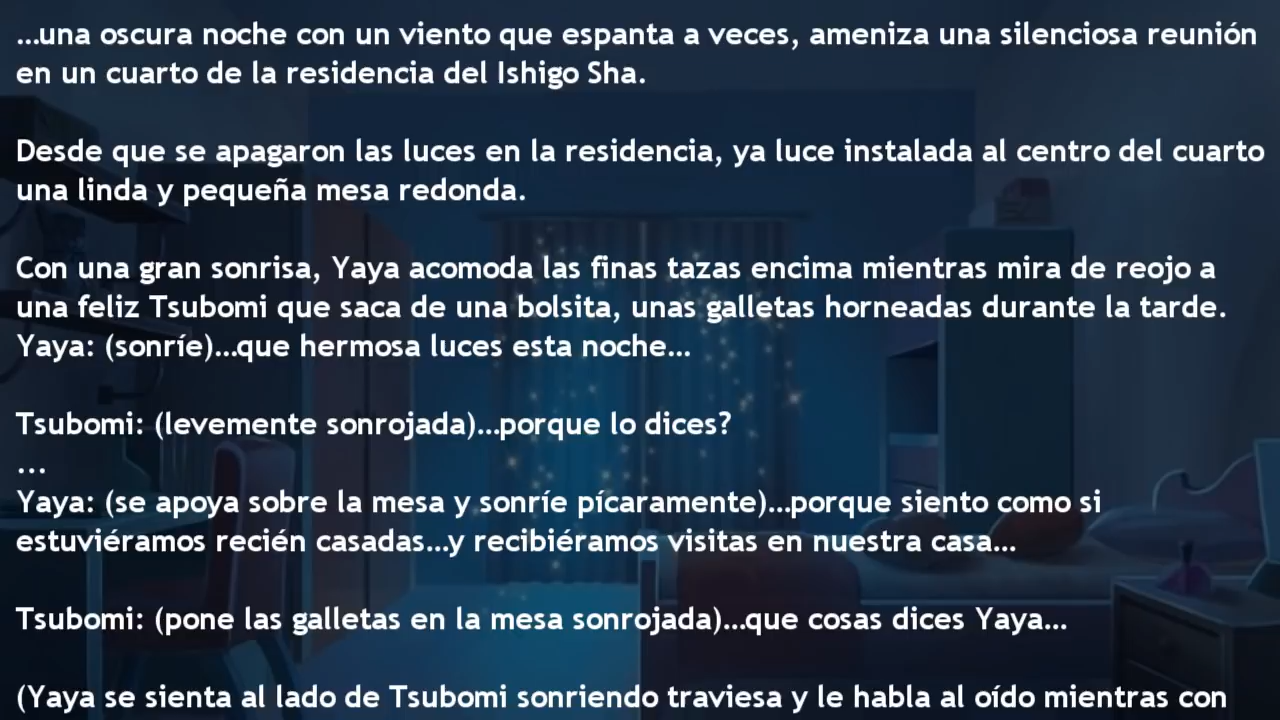 ...una oscura noche con un viento que espanta a veces, ameniza una silenciosa reunión
en un cuarto de la residencia del Ishigo Sha.
Desde que se apagaron las luces en la residencia, ya luce instalada al centro del cuarto
una linda y pequeña mesa redonda.
Con una gran sonrisa, Yaya acomoda las finas tazas encima mientras mira de reojo a
una feliz Tsubomi que saca de una bolsita, unas galletas horneadas durante la tarde.
Yaya: (sonríe)...que hermosa luces esta noche...
Tsubomi: (levemente sonrojada)...porque lo dices?
...
Yaya: (se apoya sobre la mesa y sonríe pícaramente)...porque siento como si
estuviéramos recién casadas...y recibiéramos visitas en nuestra casa...
Tsubomi: (pone las galletas en la mesa sonrojada)...que cosas dices Yaya...
(Yaya se sienta al lado de Tsubomi sonriendo traviesa y le habla al oído mientras con